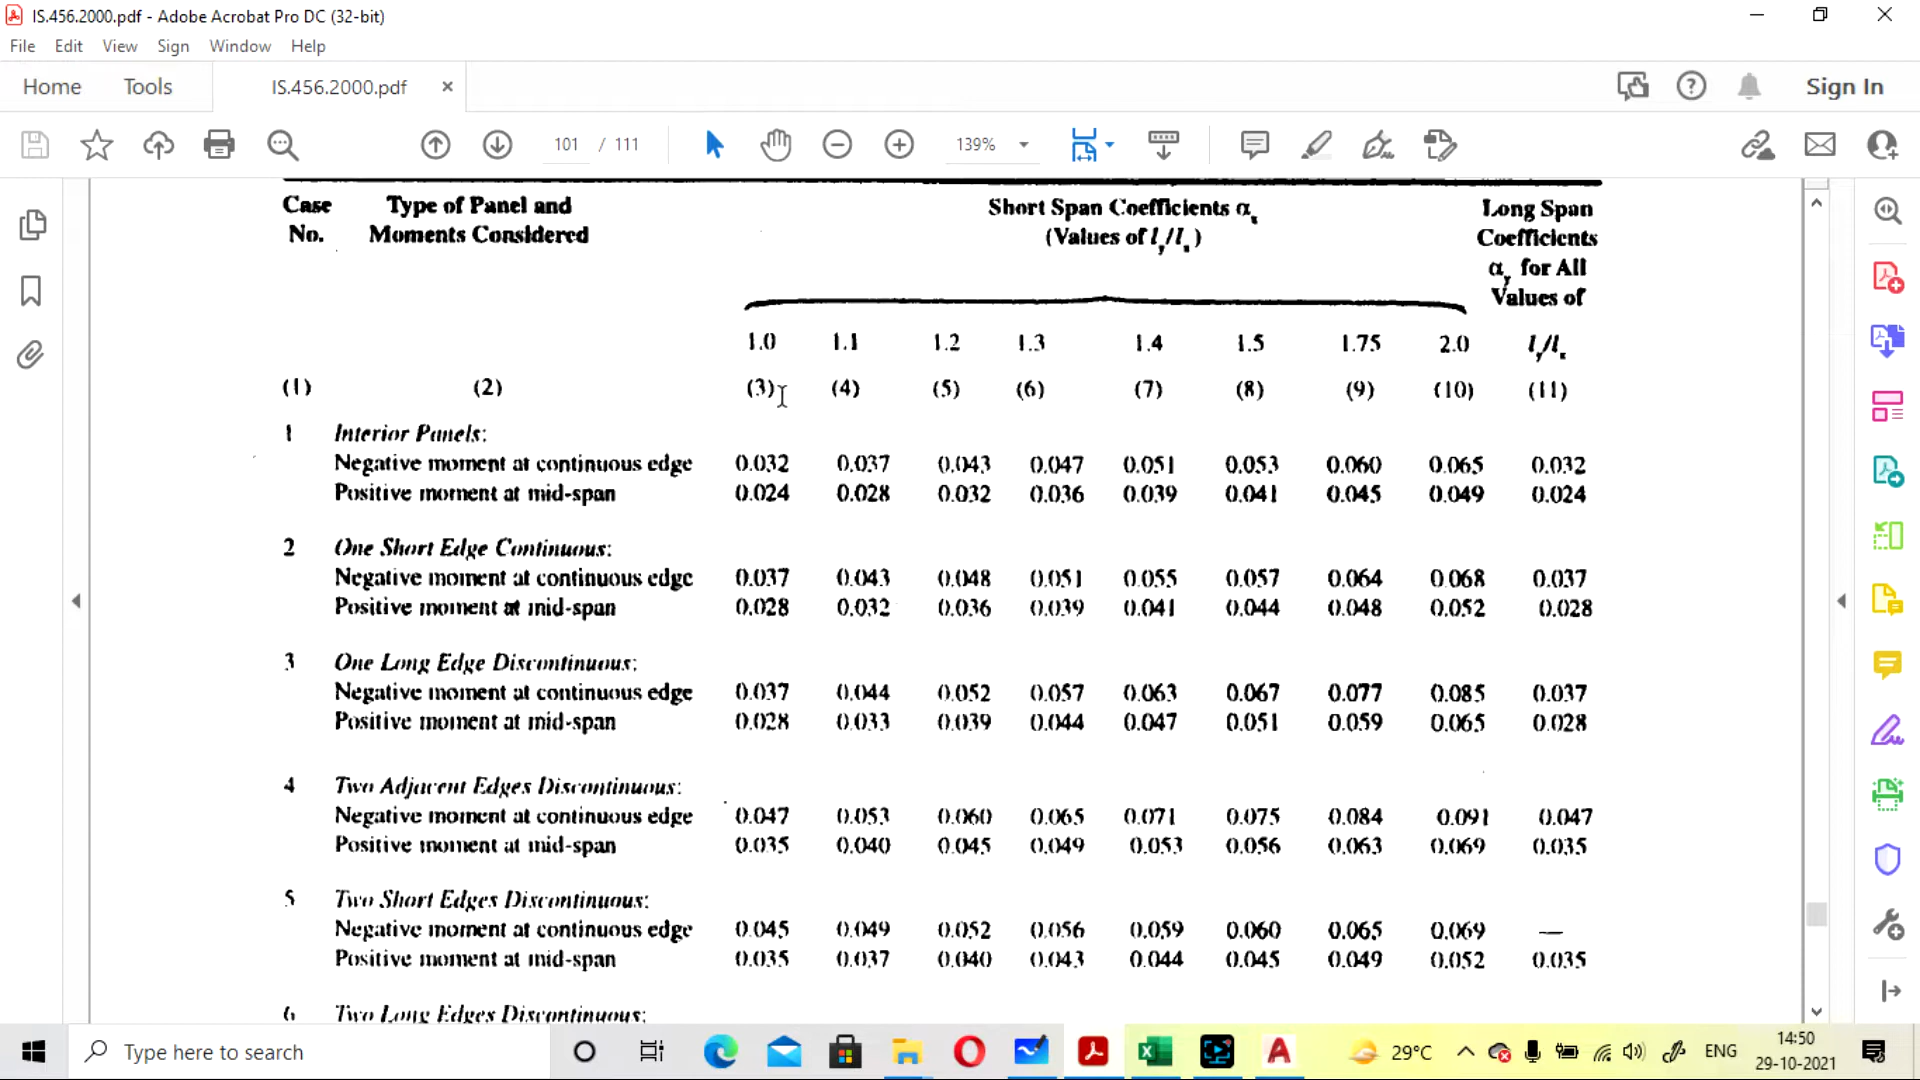 IS.456.2000.pdf - Adobe Acrobat Pro DC (32-bit)
File Edit View Sign Window Help
Home Tools IS.456.2000.pdf × Sign In
101 / 111 139%
Case No. Type of Panel and Moments Considered Short Span Coefficients αx (Values of ly/lx) Long Span Coefficients αy for All Values of ly/lx
1.0 1.1 1.2 1.3 1.4 1.5 1.75 2.0
(1) (2) (3) (4) (5) (6) (7) (8) (9) (10) (11)
1 Interior Panels:
Negative moment at continuous edge 0.032 0.037 0.043 0.047 0.051 0.053 0.060 0.065 0.032
Positive moment at mid-span 0.024 0.028 0.032 0.036 0.039 0.041 0.045 0.049 0.024
2 One Short Edge Continuous:
Negative moment at continuous edge 0.037 0.043 0.048 0.051 0.055 0.057 0.064 0.068 0.037
Positive moment at mid-span 0.028 0.032 0.036 0.039 0.041 0.044 0.048 0.052 0.028
3 One Long Edge Discontinuous:
Negative moment at continuous edge 0.037 0.044 0.052 0.057 0.063 0.067 0.077 0.085 0.037
Positive moment at mid-span 0.028 0.033 0.039 0.044 0.047 0.051 0.059 0.065 0.028
4 Two Adjacent Edges Discontinuous:
Negative moment at continuous edge 0.047 0.053 0.060 0.065 0.071 0.075 0.084 0.091 0.047
Positive moment at mid-span 0.035 0.040 0.045 0.049 0.053 0.056 0.063 0.069 0.035
5 Two Short Edges Discontinuous:
Negative moment at continuous edge 0.045 0.049 0.052 0.056 0.059 0.060 0.065 0.069 —
Positive moment at mid-span 0.035 0.037 0.040 0.043 0.044 0.045 0.049 0.052 0.035
6 Two Long Edges Discontinuous:
Type here to search 29°C ENG 14:50
29-10-2021